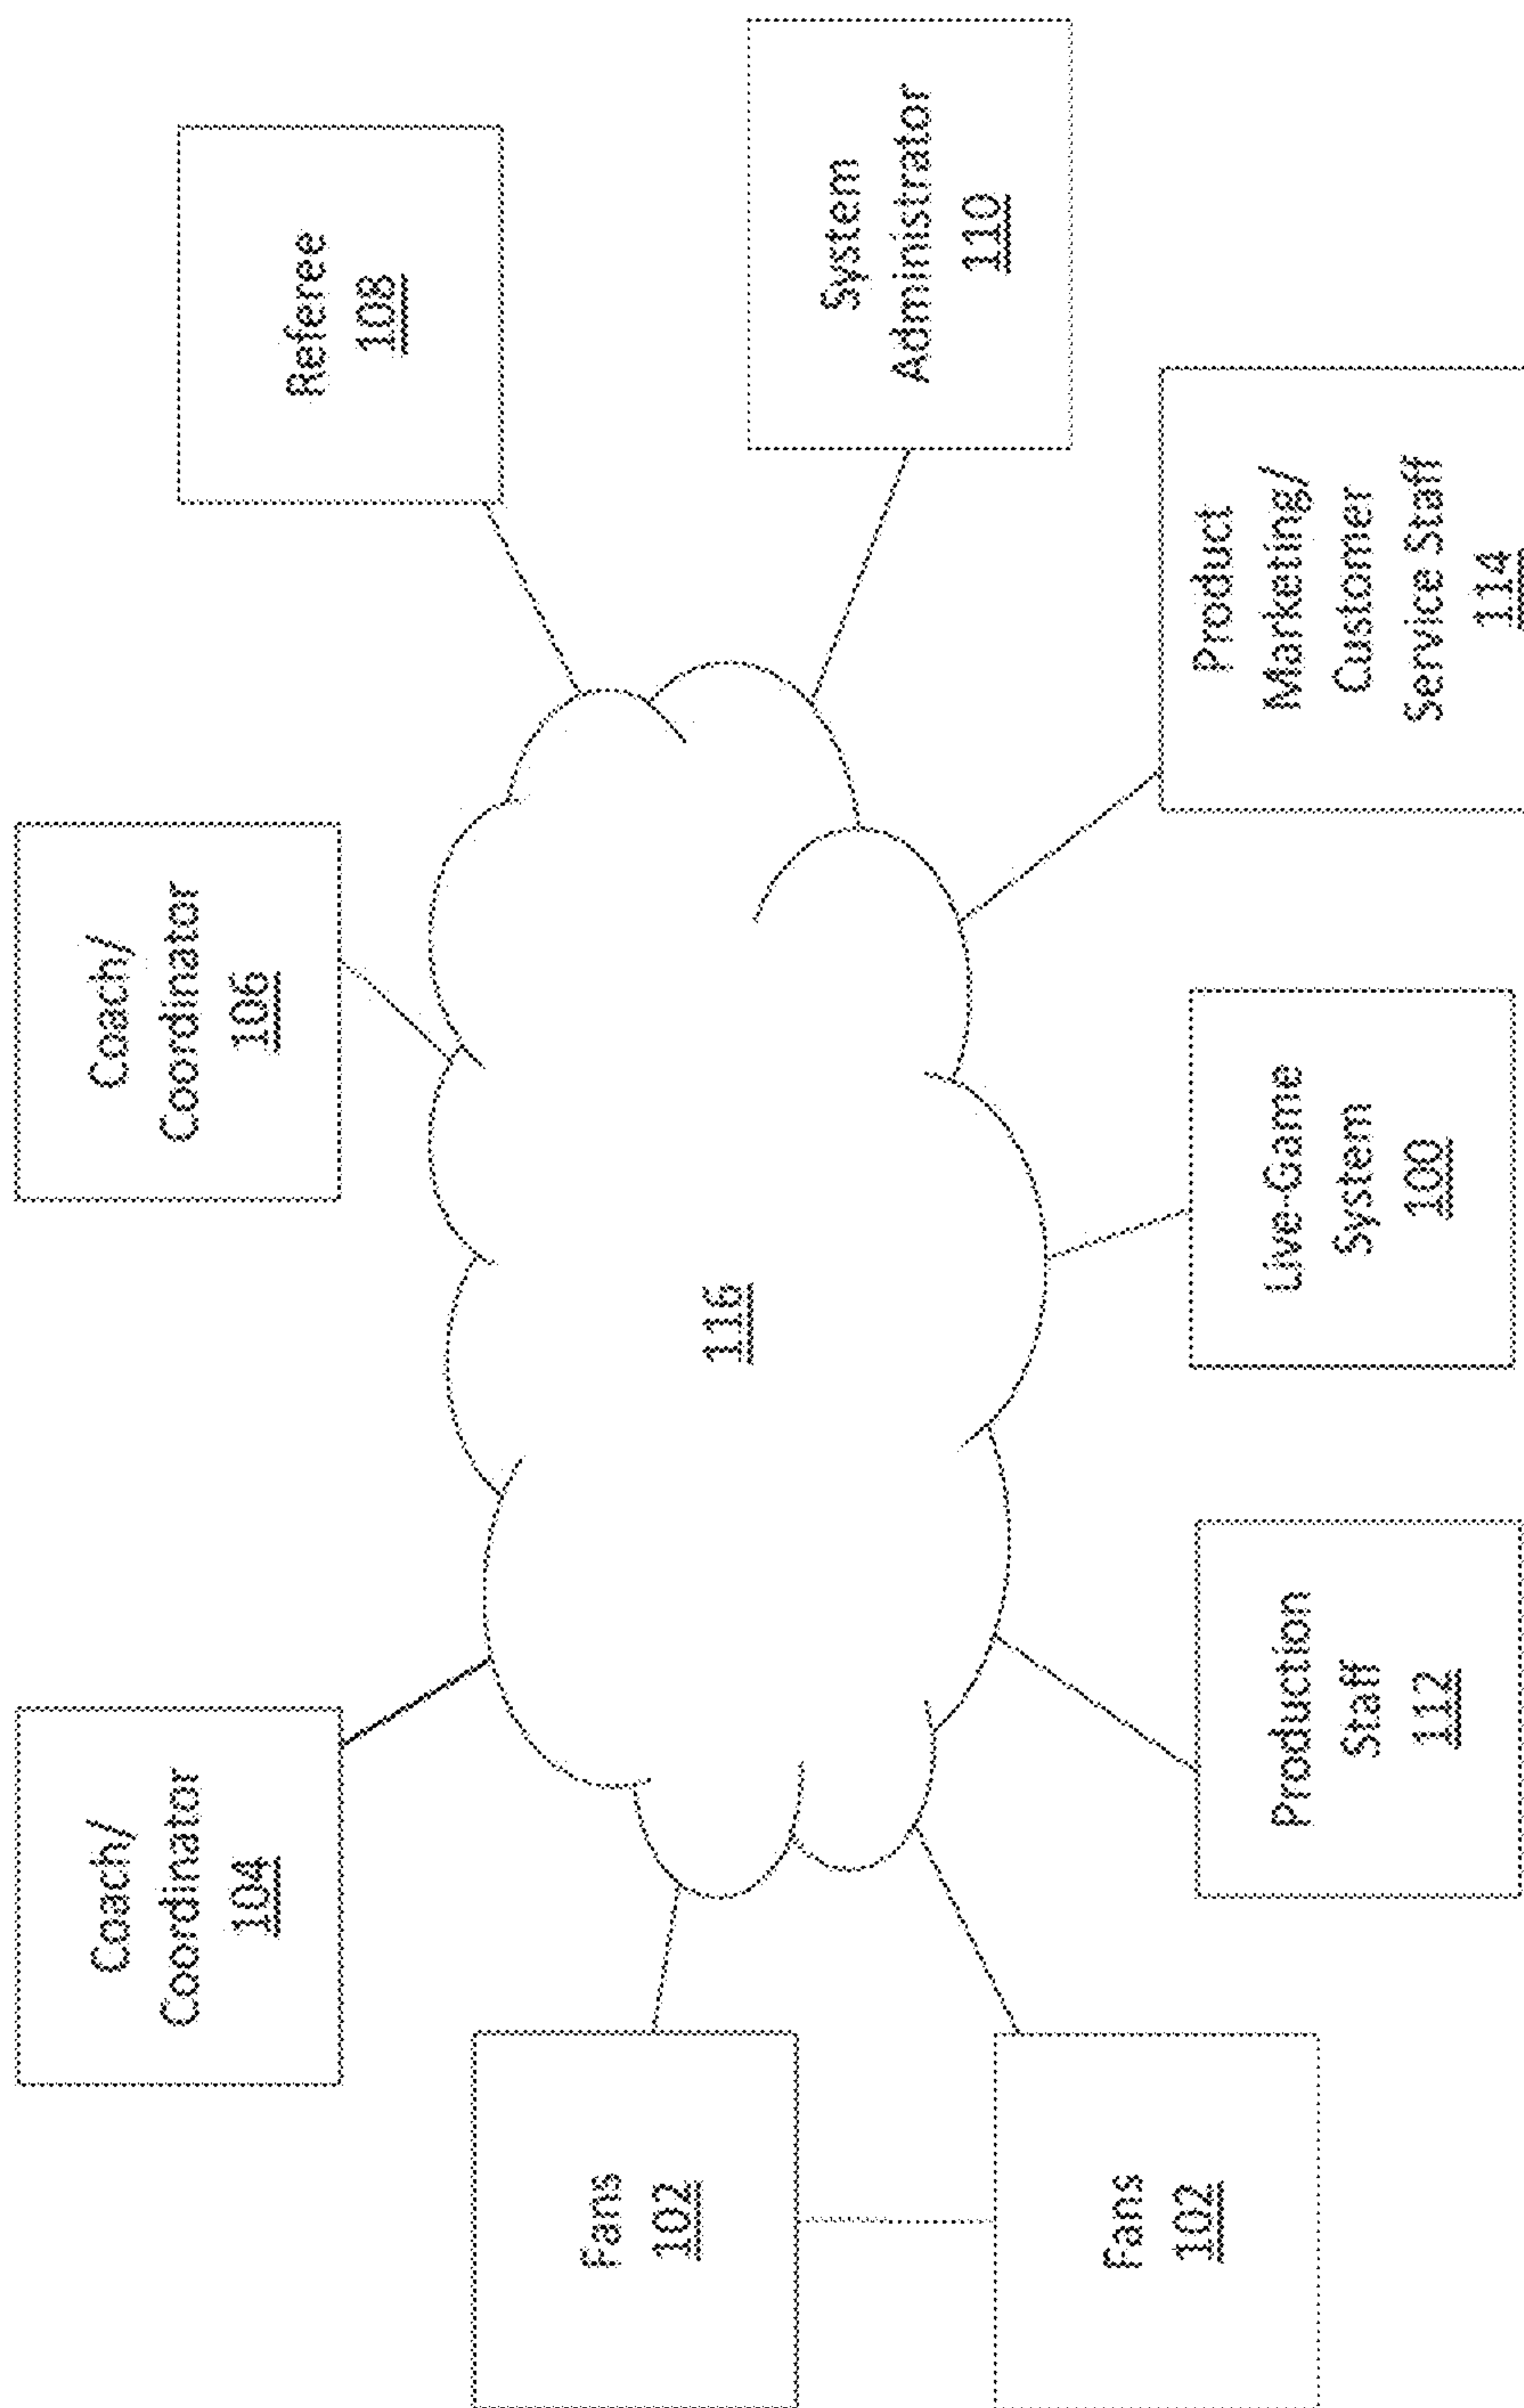 Coach/
Coordinator
104
Coach/
Coordinator
106
Referee
108
Fans
102
116
System
Administrator
110
Fans
102
Production
Staff
112
Live-Game
System
100
Product
Marketing/
Customer
Service Staff
114